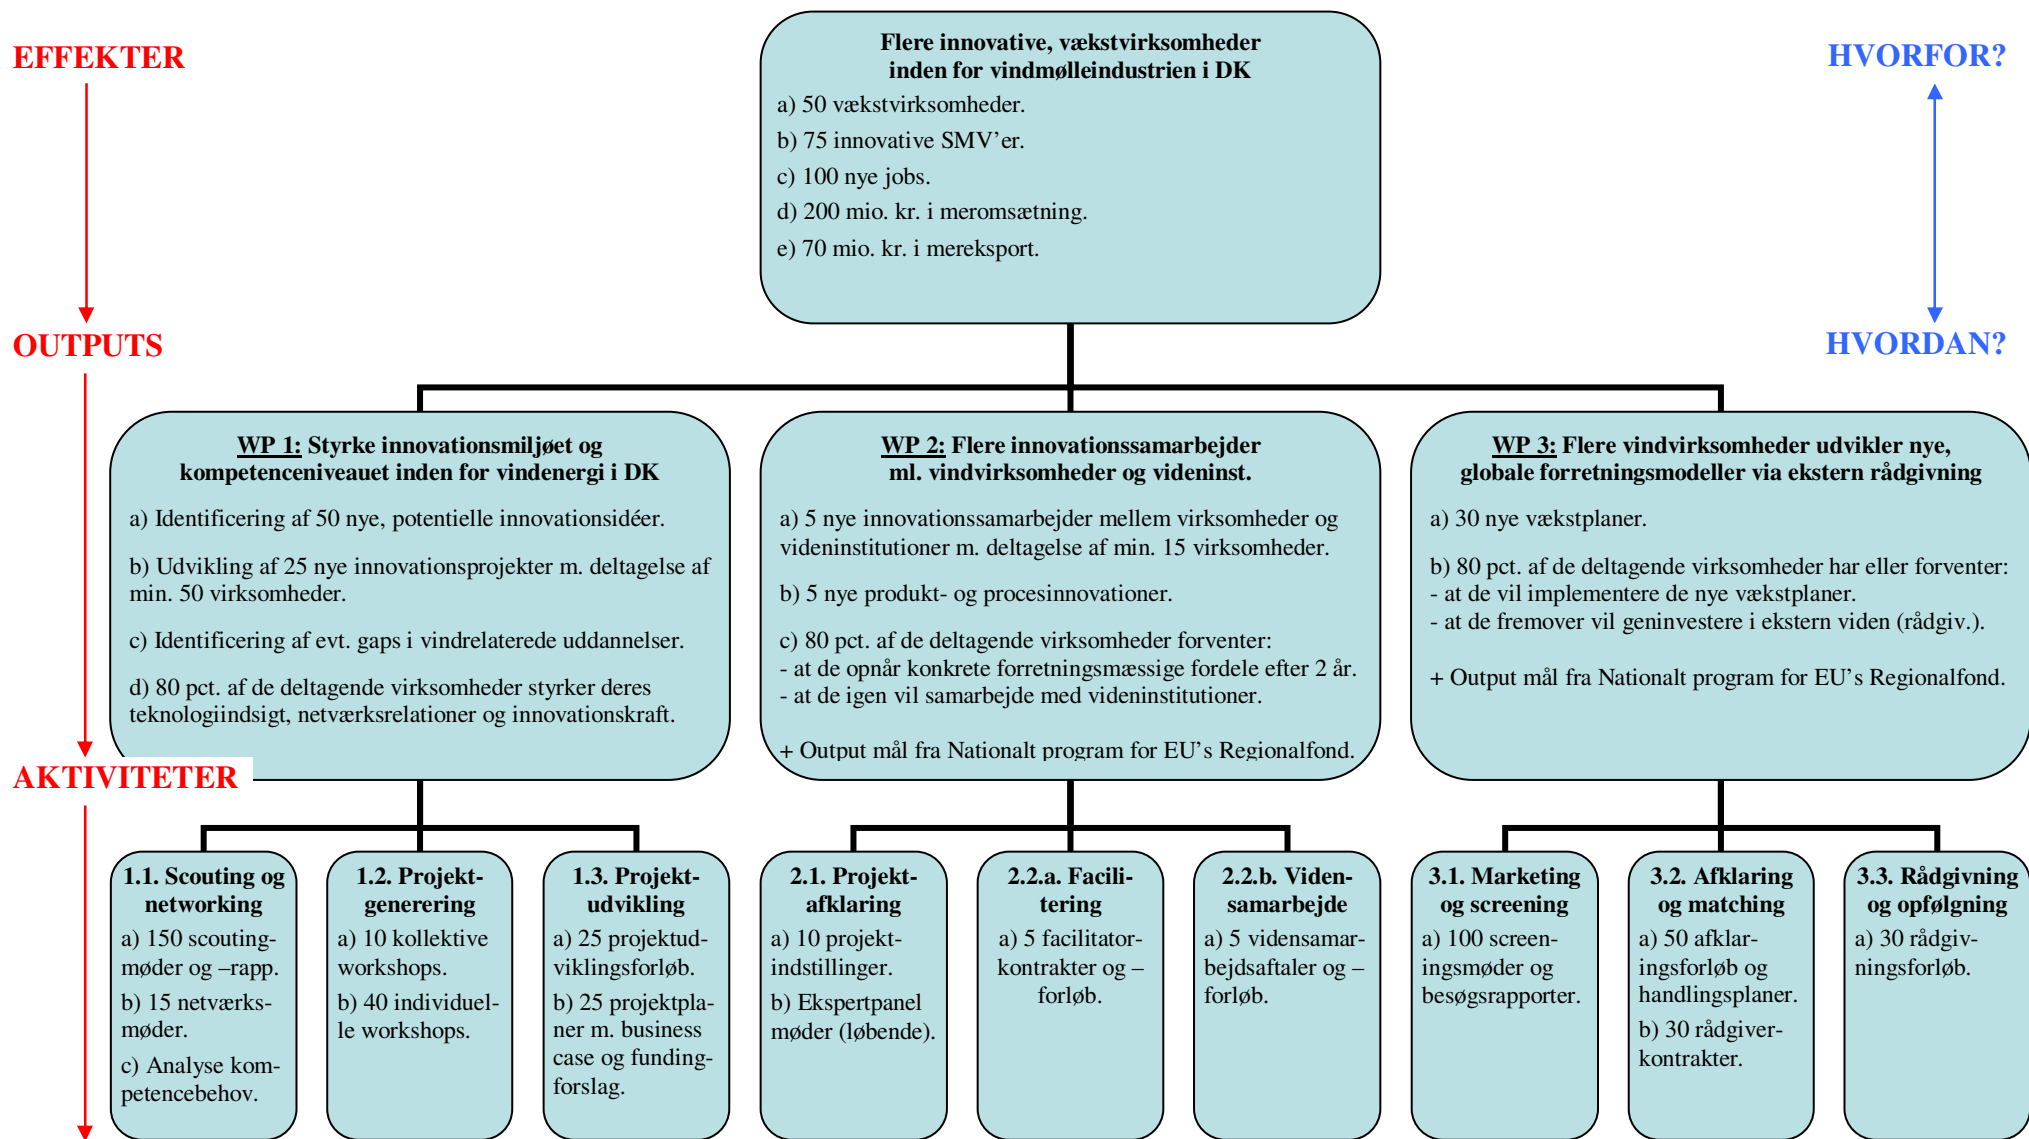 EFFEKTER
Flere innovative, vækstvirksomheder
inden for vindmølleindustrien i DK
a) 50 vækstvirksomheder.
b) 75 innovative SMV’er.
c) 100 nye jobs.
d) 200 mio. kr. i meromsætning.
e) 70 mio. kr. i mereksport.
HVORFOR?
OUTPUTS
HVORDAN?
WP 1: Styrke innovationsmiljøet og
kompetenceniveauet inden for vindenergi i DK
a) Identificering af 50 nye, potentielle innovationsidéer.
b) Udvikling af 25 nye innovationsprojekter m. deltagelse af
min. 50 virksomheder.
c) Identificering af evt. gaps i vindrelaterede uddannelser.
d) 80 pct. af de deltagende virksomheder styrker deres
teknologiindsigt, netværksrelationer og innovationskraft.
WP 2: Flere innovationssamarbejder
ml. vindvirksomheder og videninst.
a) 5 nye innovationssamarbejder mellem virksomheder og
videninstitutioner m. deltagelse af min. 15 virksomheder.
b) 5 nye produkt- og procesinnovationer.
c) 80 pct. af de deltagende virksomheder forventer:
- at de opnår konkrete forretningsmæssige fordele efter 2 år.
- at de igen vil samarbejde med videninstitutioner.
+ Output mål fra Nationalt program for EU’s Regionalfond.
WP 3: Flere vindvirksomheder udvikler nye,
globale forretningsmodeller via ekstern rådgivning
a) 30 nye vækstplaner.
b) 80 pct. af de deltagende virksomheder har eller forventer:
- at de vil implementere de nye vækstplaner.
- at de fremover vil geninvestere i ekstern viden (rådgiv.).
+ Output mål fra Nationalt program for EU’s Regionalfond.
AKTIVITETER
1.1. Scouting og
networking
a) 150 scouting-
møder og –rapp.
b) 15 netværks-
møder.
c) Analyse kom-
petencebehov.
1.2. Projekt-
generering
a) 10 kollektive
workshops.
b) 40 individuel-
le workshops.
1.3. Projekt-
udvikling
a) 25 projektud-
viklingsforløb.
b) 25 projektpla-
ner m. business
case og funding-
forslag.
2.1. Projekt-
afklaring
a) 10 projekt-
indstillinger.
b) Ekspertpanel
møder (løbende).
2.2.a. Facili-
tering
a) 5 facilitator-
kontrakter og –
forløb.
2.2.b. Viden-
samarbejde
a) 5 vidensamar-
bejdsaftaler og –
forløb.
3.1. Marketing
og screening
a) 100 screen-
ingsmøder og
besøgsrapporter.
3.2. Afklaring
og matching
a) 50 afklar-
ingsforløb og
handlingsplaner.
b) 30 rådgiver-
kontrakter.
3.3. Rådgivning
og opfølgning
a) 30 rådgiv-
ningsforløb.